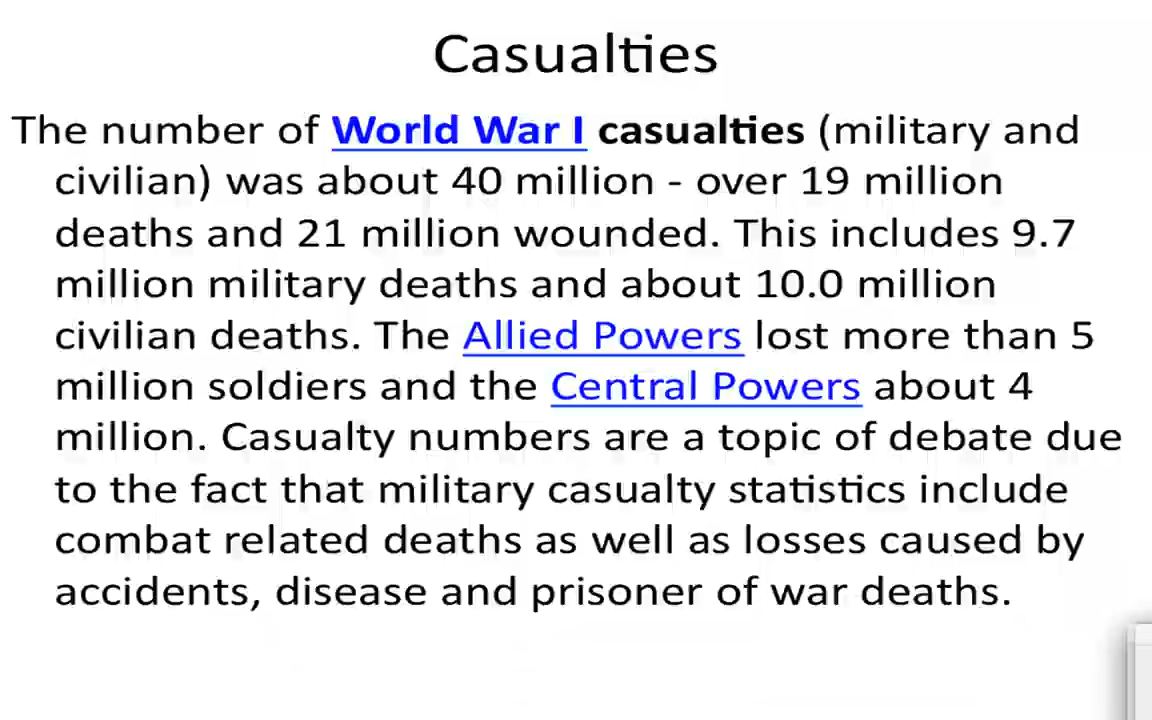 Casualties
The number of World War I casualties (military and
civilian) was about 40 million - over 19 million
deaths and 21 million wounded. This includes 9.7
million military deaths and about 10.0 million
civilian deaths. The Allied Powers lost more than 5
million soldiers and the Central Powers about 4
million. Casualty numbers are a topic of debate due
to the fact that military casualty statistics include
combat related deaths as well as losses caused by
accidents, disease and prisoner of war deaths.